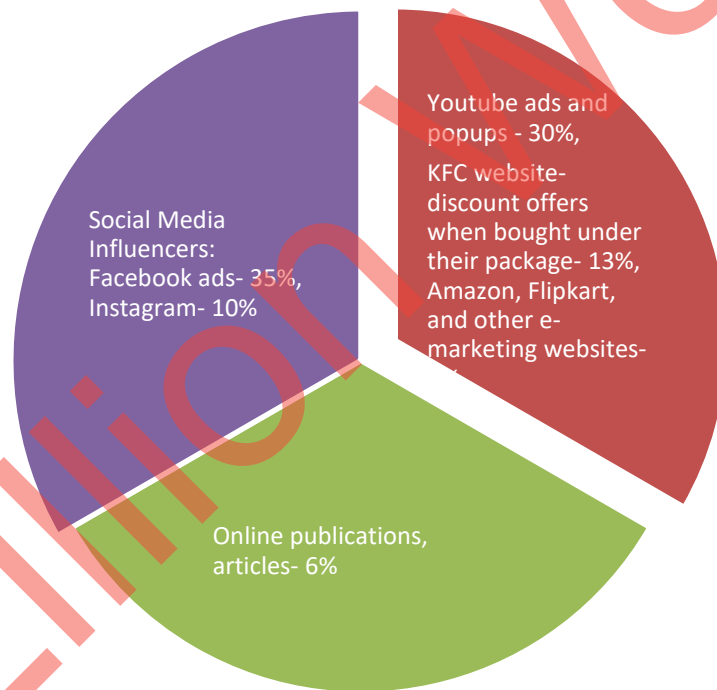 Youtube ads and
popups - 30%,
KFC website-
discount offers
when bought under
their package- 13%,
Amazon, Flipkart,
and other e-
marketing websites-
Social Media
Influencers:
Facebook ads- 35%,
Instagram- 10%
Online publications,
articles- 6%